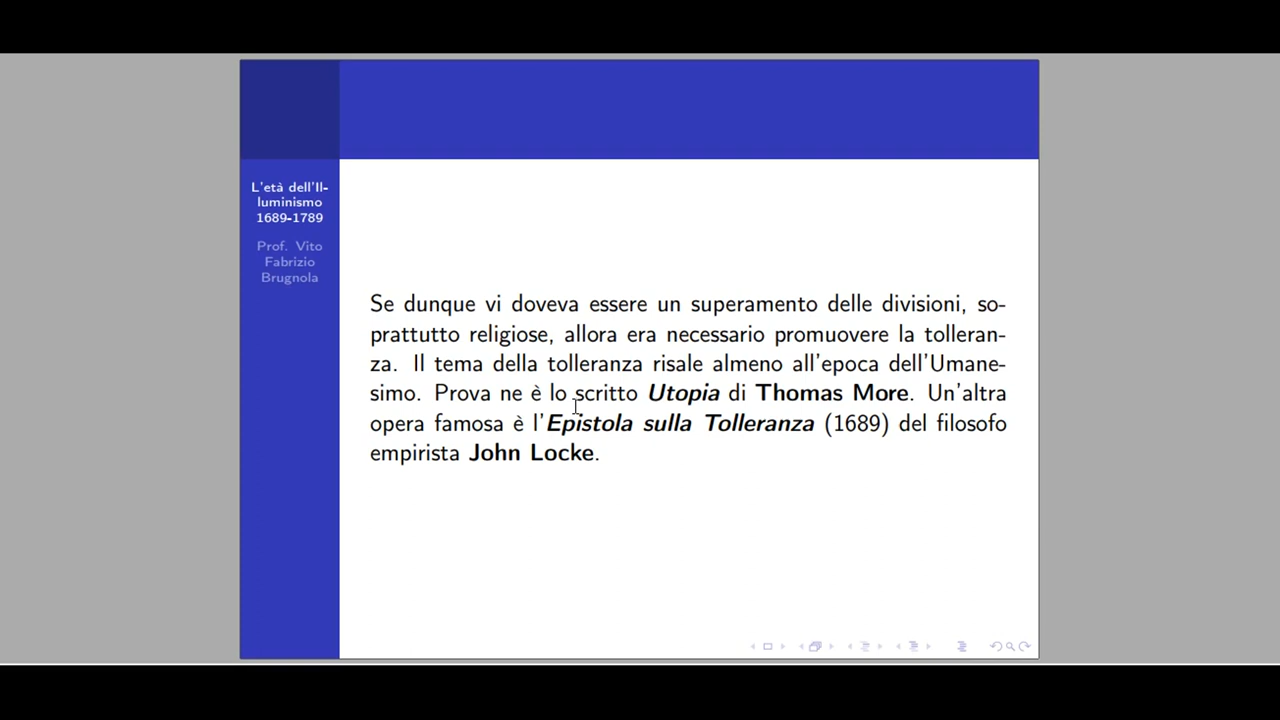 L'età dell'Il-
luminismo
1689-1789
Prof. Vito
Fabrizio
Brugnola
Se dunque vi doveva essere un superamento delle divisioni, so-
prattutto religiose, allora era necessario promuovere la tolleran-
za. Il tema della tolleranza risale almeno all'epoca dell'Umane-
simo. Prova ne è lo scritto Utopia di Thomas More. Un'altra
opera famosa è l'Epistola sulla Tolleranza (1689) del filosofo
empirista John Locke.